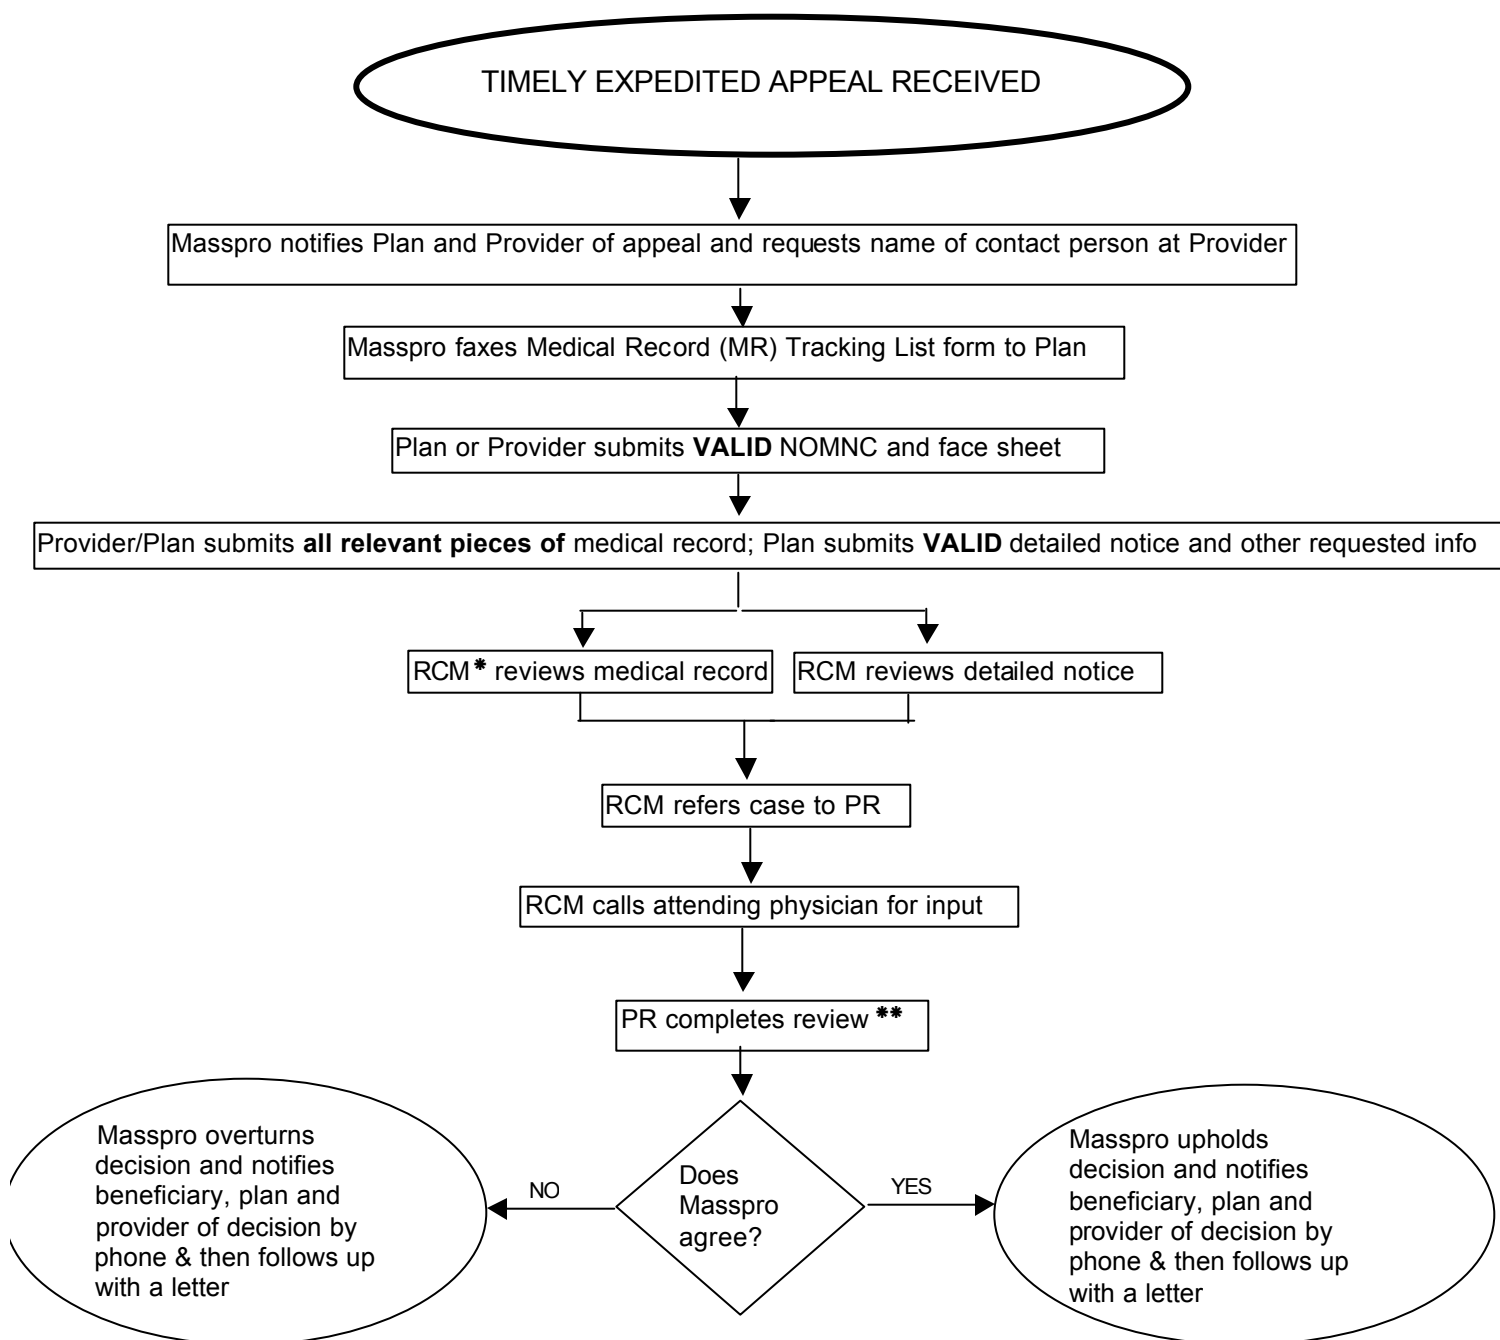 TIMELY EXPEDITED APPEAL RECEIVED
Masspro notifies Plan and Provider of appeal and requests name of contact person at Provider
Masspro faxes Medical Record (MR) Tracking List form to Plan
Plan or Provider submits VALID NOMNC and face sheet
Provider/Plan submits all relevant pieces of medical record; Plan submits VALID detailed notice and other requested info
RCM* reviews medical record
RCM reviews detailed notice
RCM refers case to PR
RCM calls attending physician for input
PR completes review **
Masspro overturns
decision and notifies
beneficiary, plan and
provider of decision by
phone & then follows up
with a letter
NO
Does
Masspro
agree?
YES
Masspro upholds
decision and notifies
beneficiary, plan and
provider of decision by
phone & then follows up
with a letter